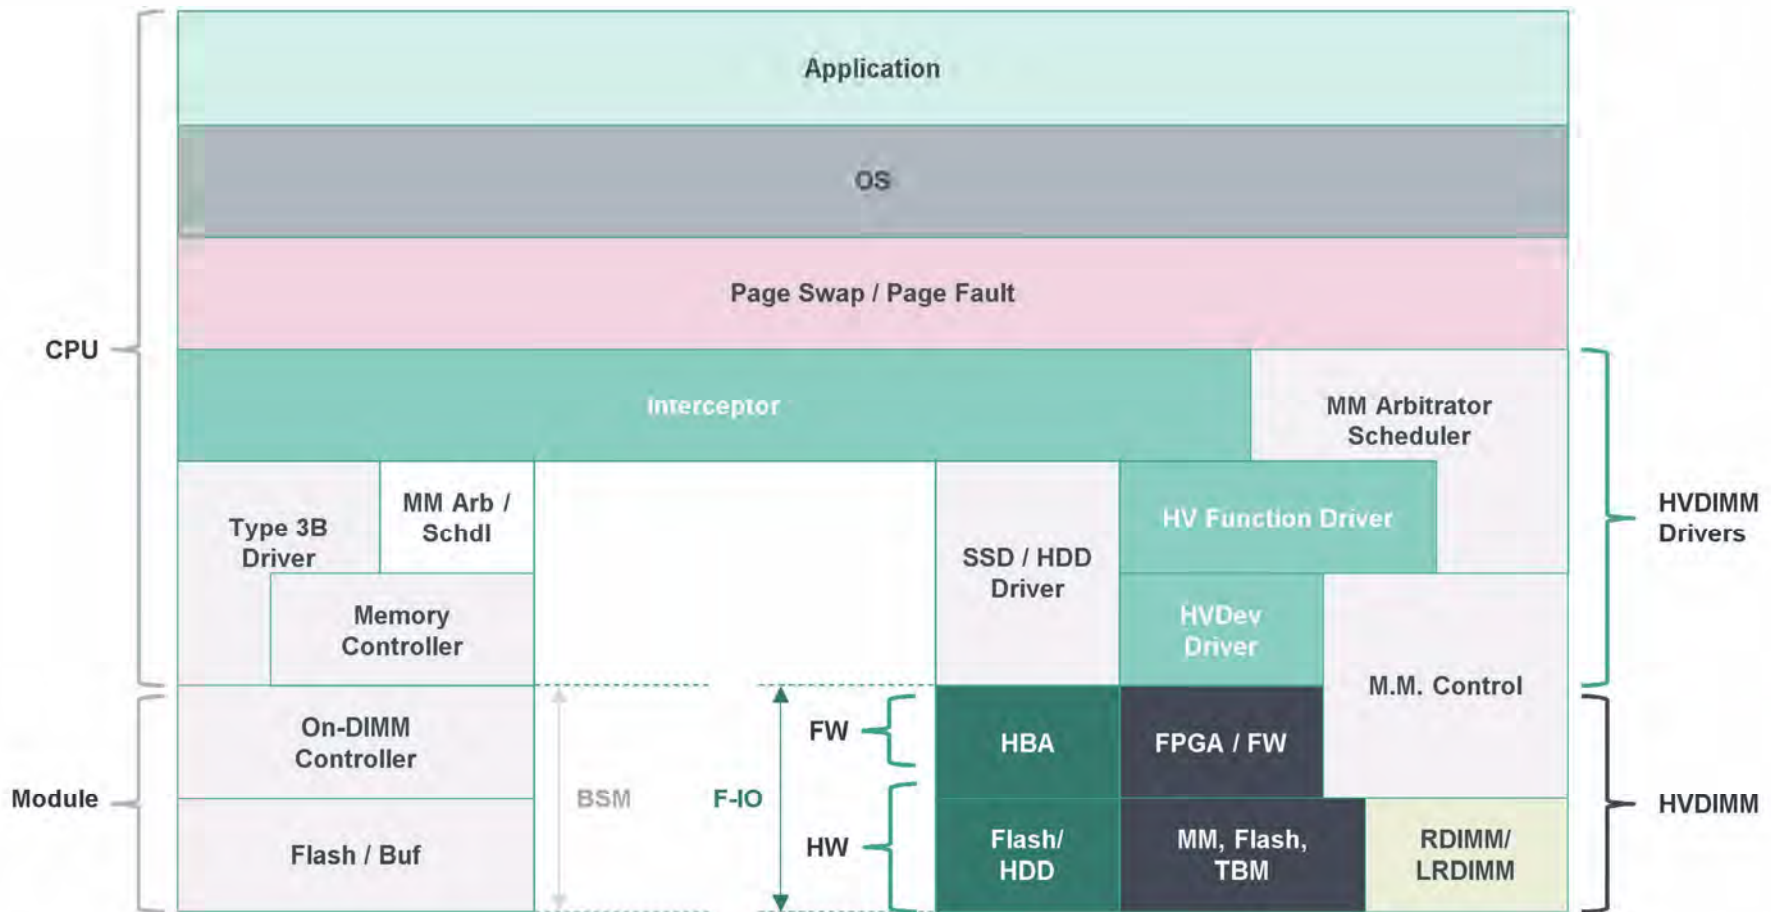 Application
OS
Page Swap / Page Fault
CPU
Interceptor
MM Arbitrator
Scheduler
Type 3B
Driver
MM Arb /
Schdl
SSD / HDD
Driver
HV Function Driver
HVDIMM
Drivers
Memory
Controller
HVDev
Driver
M.M. Control
On-DIMM
Controller
FW
HBA
FPGA / FW
Module
BSM
F-IO
HVDIMM
Flash / Buf
HW
Flash/
HDD
MM, Flash,
TBM
RDIMM/
LRDIMM